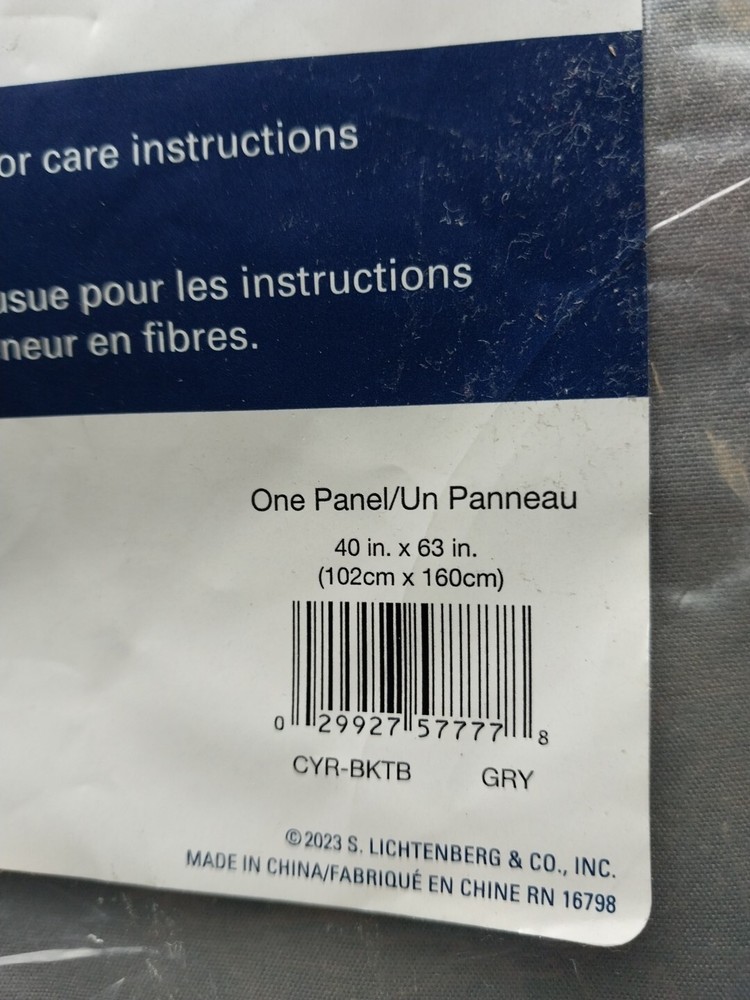 or care instructions
usue pour les instructions
neur en fibres.
One Panel/Un Panneau
40 in. x 63 in.
(102cm x 160cm)
0 29927 57777 8
CYR-BKTB GRY
©2023 S. LICHTENBERG & CO., INC.
MADE IN CHINA/FABRIQUÉ EN CHINE RN 16798